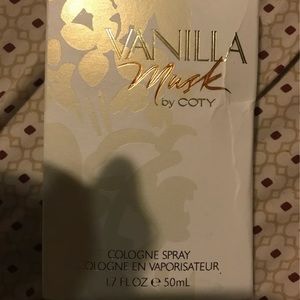 VANILLA
Musk
by COTY
COLOGNE SPRAY
COLOGNE EN VAPORISATEUR
1.7 FL OZ ℮ 50mL